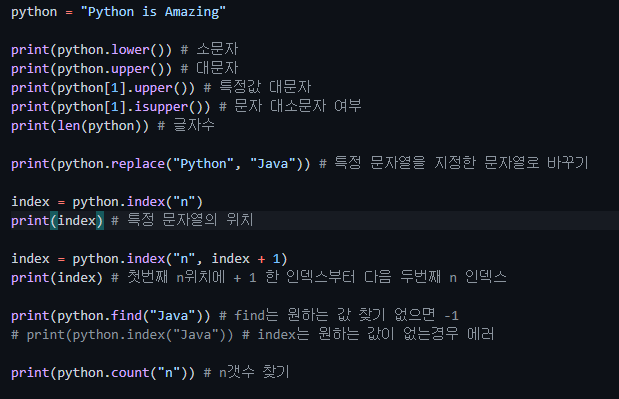 python = "Python is Amazing"
print(python.lower()) # 소문자
print(python.upper()) # 대문자
print(python[1].upper()) # 특정값 대문자
print(python[1].isupper()) # 문자 대소문자 여부
print(len(python)) # 글자수
print(python.replace("Python", "Java")) # 특정 문자열을 지정한 문자열로 바꾸기
index = python.index("n")
print(index) # 특정 문자열의 위치
index = python.index("n", index + 1)
print(index) # 첫번째 n위치에 + 1 한 인덱스부터 다음 두번째 n 인덱스
print(python.find("Java")) # find는 원하는 값 찾기 없으면 -1
# print(python.index("Java")) # index는 원하는 값이 없는경우 에러
print(python.count("n")) # n갯수 찾기